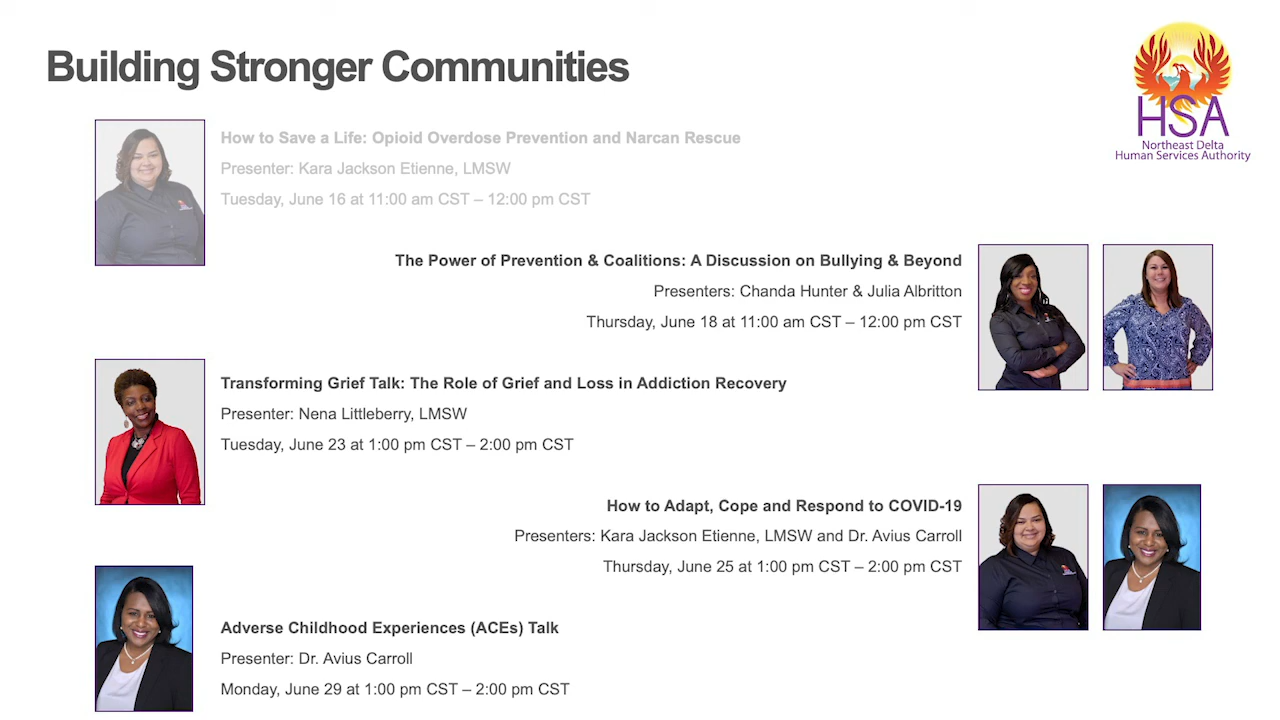 Building Stronger Communities
HSA
Northeast Delta
Human Services Authority
How to Save a Life: Opioid Overdose Prevention and Narcan Rescue
Presenter: Kara Jackson Etienne, LMSW
Tuesday, June 16 at 11:00 am CST – 12:00 pm CST
The Power of Prevention & Coalitions: A Discussion on Bullying & Beyond
Presenters: Chanda Hunter & Julia Albritton
Thursday, June 18 at 11:00 am CST – 12:00 pm CST
Transforming Grief Talk: The Role of Grief and Loss in Addiction Recovery
Presenter: Nena Littleberry, LMSW
Tuesday, June 23 at 1:00 pm CST – 2:00 pm CST
How to Adapt, Cope and Respond to COVID-19
Presenters: Kara Jackson Etienne, LMSW and Dr. Avius Carroll
Thursday, June 25 at 1:00 pm CST – 2:00 pm CST
Adverse Childhood Experiences (ACEs) Talk
Presenter: Dr. Avius Carroll
Monday, June 29 at 1:00 pm CST – 2:00 pm CST